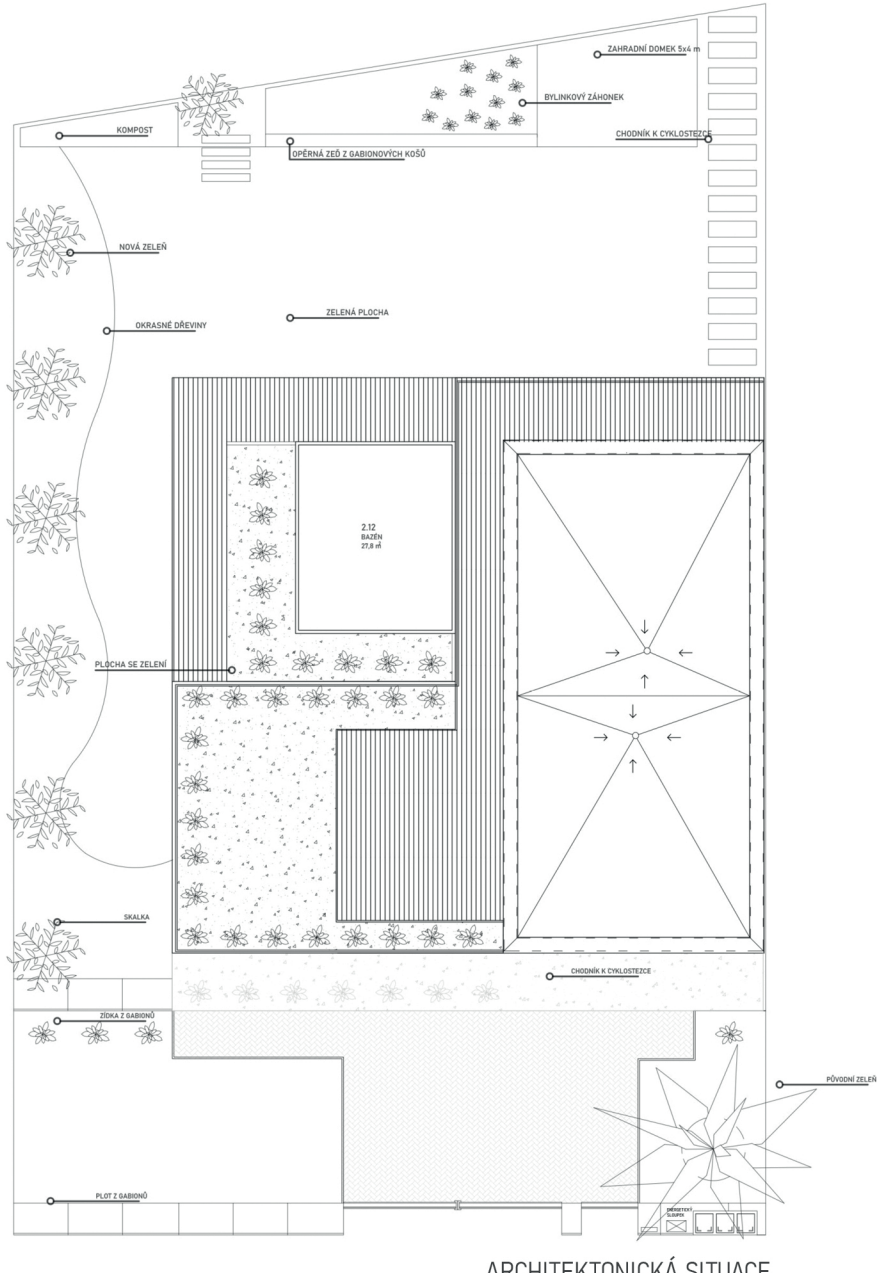 ZAHRADNÍ DOMEK 5x4 m
BYLINKOVÝ ZÁHONEK
KOMPOST
CHODNÍK K CYKLOSTEZCE
OPĚRNÁ ZEĎ Z GABIONOVÝCH KOŠŮ
NOVÁ ZELEŇ
ZELENÁ PLOCHA
OKRASNÉ DŘEVINY
2.12
BAZÉN
27,8 m²
PLOCHA SE ZELENÍ
SKALKA
CHODNÍK K CYKLOSTEZCE
ZÍDKA Z GABIONŮ
PŮVODNÍ ZELEŇ
PLOT Z GABIONŮ
ENERGETICKÝ
SLOUPEK
ARCHITEKTONICKÁ SITUACE